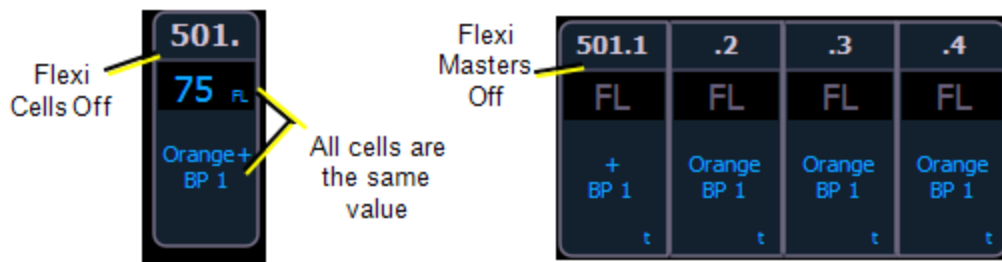 501.
Flexi
Cells Off
75 FL
Orange+
BP 1
All cells are
the same
value
Flexi
Masters
Off
501.1 .2 .3 .4
FL FL FL FL
+ Orange Orange Orange
BP 1 BP 1 BP 1 BP 1
t t t t